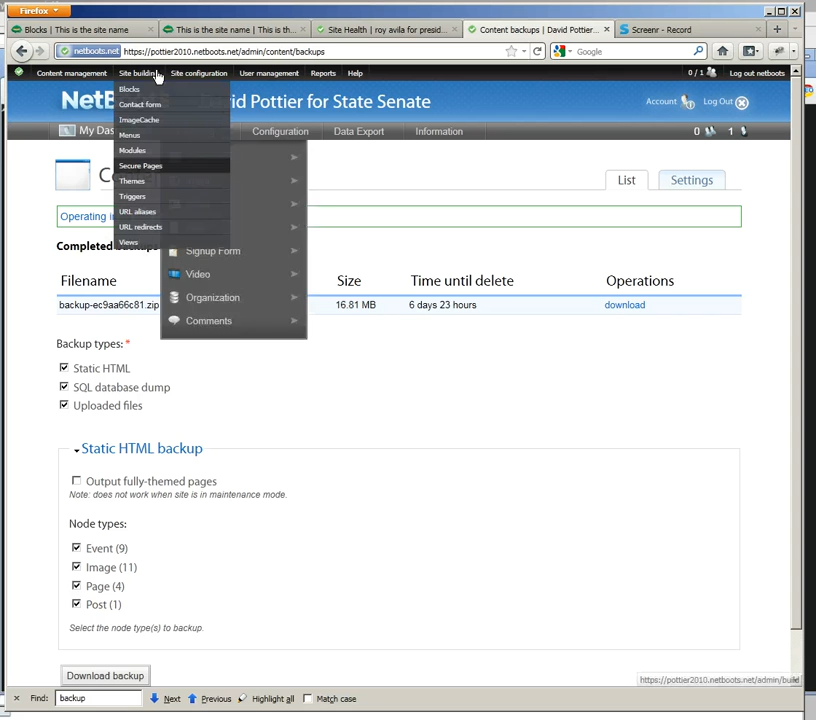 Firefox
Blocks | This is the site name
This is the site name | This is th...
Site Health | roy avila for presid...
Content backups | David Pottier...
Screenr - Record
netboots.net https://pottier2010.netboots.net/admin/content/backups
Google
Content management Site building Site configuration User management Reports Help 0 / 1 Log out netboots
Blocks
Contact form
ImageCache
Menus
Modules
Secure Pages
Themes
Triggers
URL aliases
URL redirects
Views
David Pottier for State Senate
Account Log Out
Configuration Data Export Information 0 1
Signup Form
Video
Organization
Comments
List Settings
Filename Size Time until delete Operations
backup-ec9aa66c81.zip 16.81 MB 6 days 23 hours download
Backup types: *
Static HTML
SQL database dump
Uploaded files
Static HTML backup
Output fully-themed pages
Note: does not work when site is in maintenance mode.
Node types:
Event (9)
Image (11)
Page (4)
Post (1)
Select the node type(s) to backup.
Download backup
https://pottier2010.netboots.net/admin/build
Find: backup Next Previous Highlight all Match case